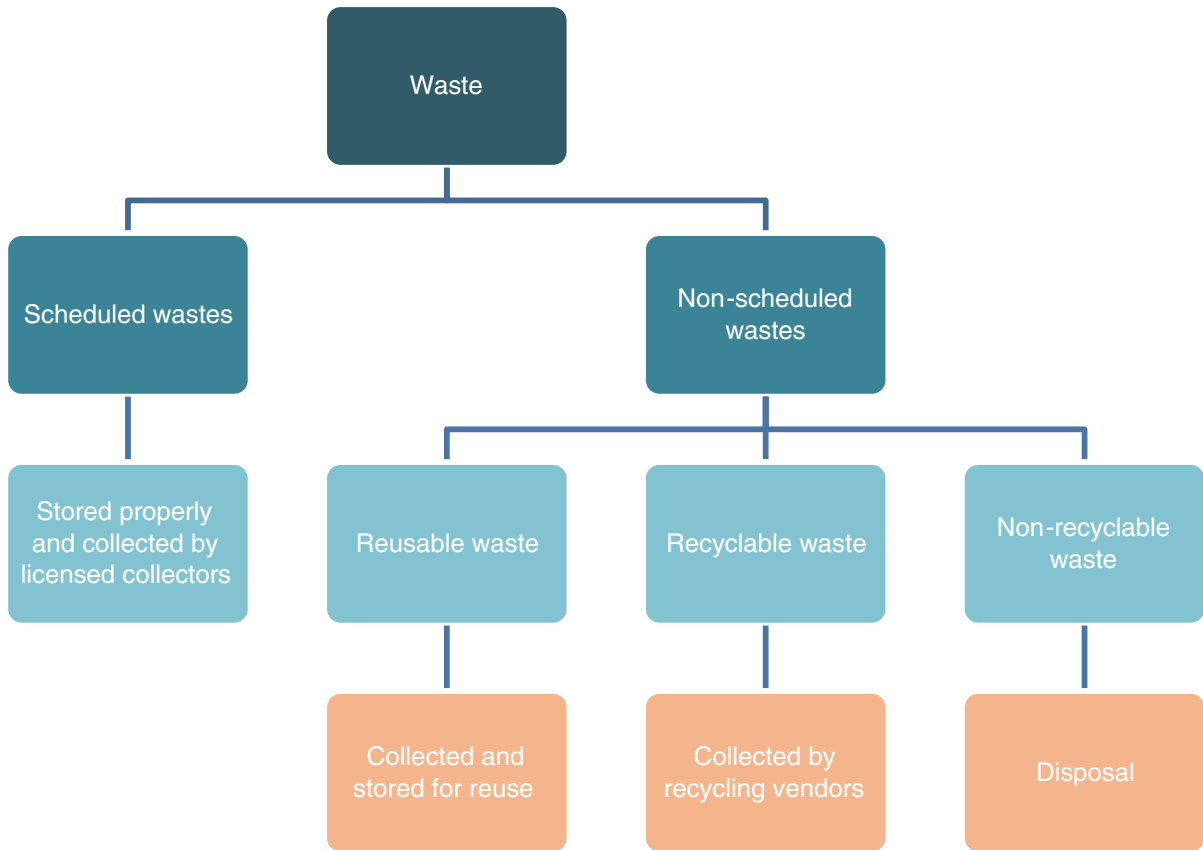 Waste
Scheduled wastes
Non-scheduled
wastes
Stored properly
and collected by
licensed collectors
Reusable waste
Recyclable waste
Non-recyclable
waste
Collected and
stored for reuse
Collected by
recycling vendors
Disposal